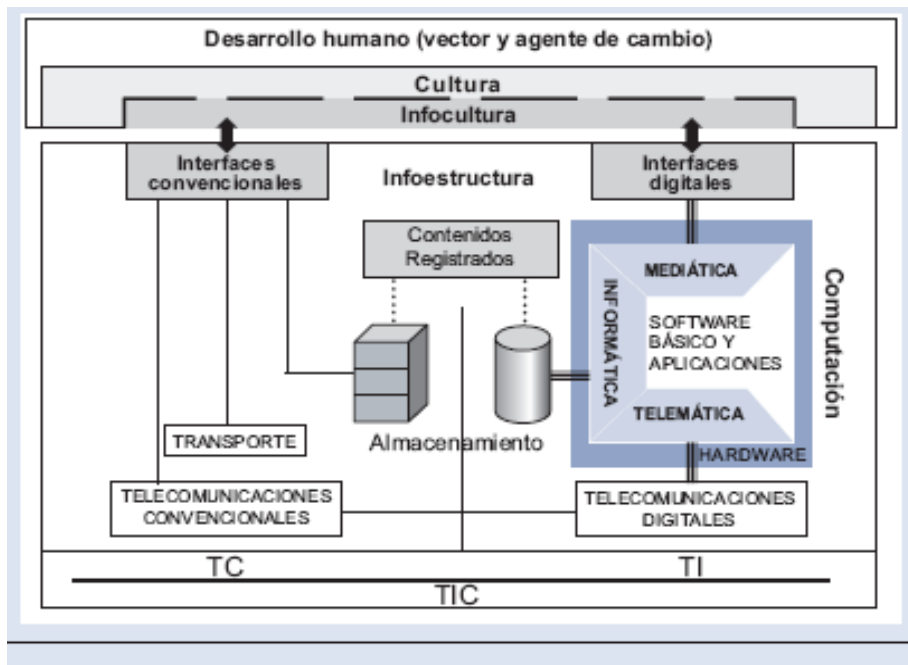 Desarrollo humano (vector y agente de cambio)
Cultura
Infocultura
Interfaces
convencionales
Infoestructura
Interfaces
digitales
Contenidos
Registrados
MEDIÁTICA
INFORMÁTICA
SOFTWARE
BÁSICO Y
APLICACIONES
TELEMÁTICA
HARDWARE
Computación
TRANSPORTE
Almacenamiento
TELECOMUNICACIONES
CONVENCIONALES
TELECOMUNICACIONES
DIGITALES
TC
TI
TIC